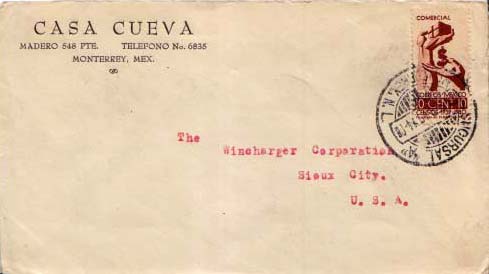 CASA CUEVA
MADERO 548 PTE. TELEFONO No. 6835
MONTERREY, MEX.
COMERCIAL
CORREOS MEXICO
10 CENT 10
SUCURSAL "A"
N. L.
The Wincharger Corporation
Sioux City.
U. S. A.